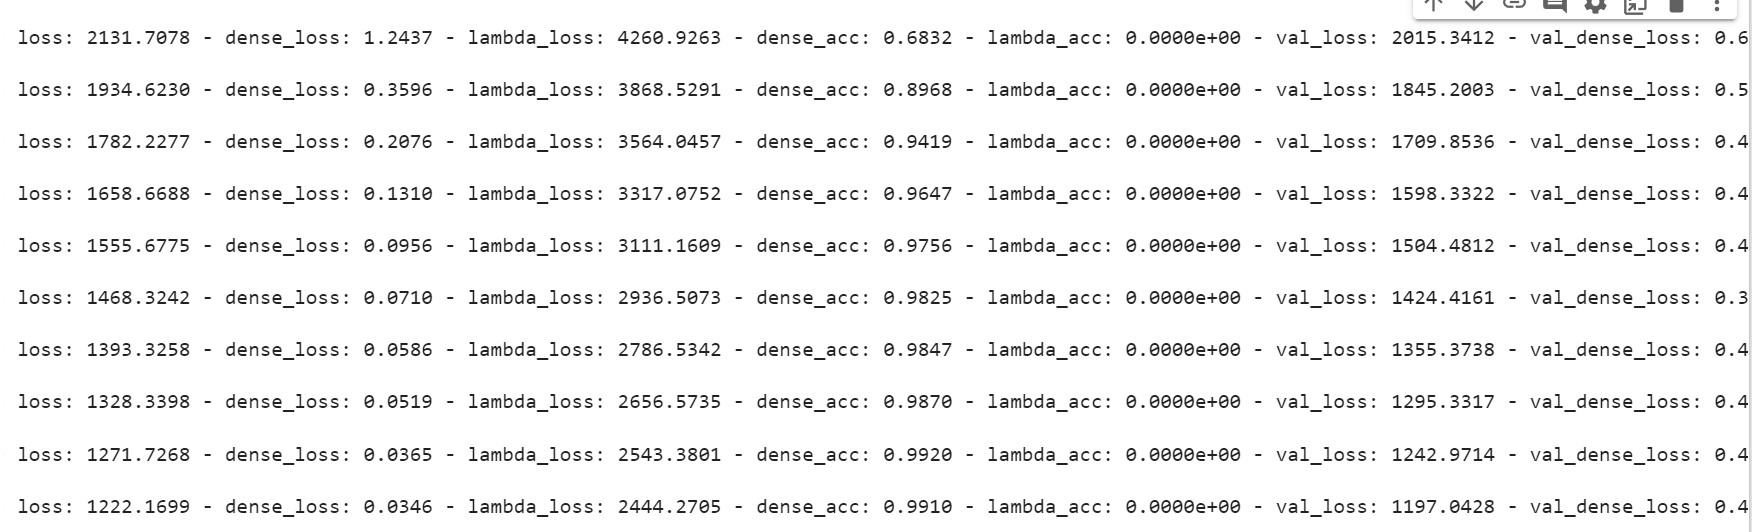 loss: 2131.7078 - dense_loss: 1.2437 - lambda_loss: 4260.9263 - dense_acc: 0.6832 - lambda_acc: 0.0000e+00 - val_loss: 2015.3412 - val_dense_loss: 0.6
loss: 1934.6230 - dense_loss: 0.3596 - lambda_loss: 3868.5291 - dense_acc: 0.8968 - lambda_acc: 0.0000e+00 - val_loss: 1845.2003 - val_dense_loss: 0.5
loss: 1782.2277 - dense_loss: 0.2076 - lambda_loss: 3564.0457 - dense_acc: 0.9419 - lambda_acc: 0.0000e+00 - val_loss: 1709.8536 - val_dense_loss: 0.4
loss: 1658.6688 - dense_loss: 0.1310 - lambda_loss: 3317.0752 - dense_acc: 0.9647 - lambda_acc: 0.0000e+00 - val_loss: 1598.3322 - val_dense_loss: 0.4
loss: 1555.6775 - dense_loss: 0.0956 - lambda_loss: 3111.1609 - dense_acc: 0.9756 - lambda_acc: 0.0000e+00 - val_loss: 1504.4812 - val_dense_loss: 0.4
loss: 1468.3242 - dense_loss: 0.0710 - lambda_loss: 2936.5073 - dense_acc: 0.9825 - lambda_acc: 0.0000e+00 - val_loss: 1424.4161 - val_dense_loss: 0.3
loss: 1393.3258 - dense_loss: 0.0586 - lambda_loss: 2786.5342 - dense_acc: 0.9847 - lambda_acc: 0.0000e+00 - val_loss: 1355.3738 - val_dense_loss: 0.4
loss: 1328.3398 - dense_loss: 0.0519 - lambda_loss: 2656.5735 - dense_acc: 0.9870 - lambda_acc: 0.0000e+00 - val_loss: 1295.3317 - val_dense_loss: 0.4
loss: 1271.7268 - dense_loss: 0.0365 - lambda_loss: 2543.3801 - dense_acc: 0.9920 - lambda_acc: 0.0000e+00 - val_loss: 1242.9714 - val_dense_loss: 0.4
loss: 1222.1699 - dense_loss: 0.0346 - lambda_loss: 2444.2705 - dense_acc: 0.9910 - lambda_acc: 0.0000e+00 - val_loss: 1197.0428 - val_dense_loss: 0.4